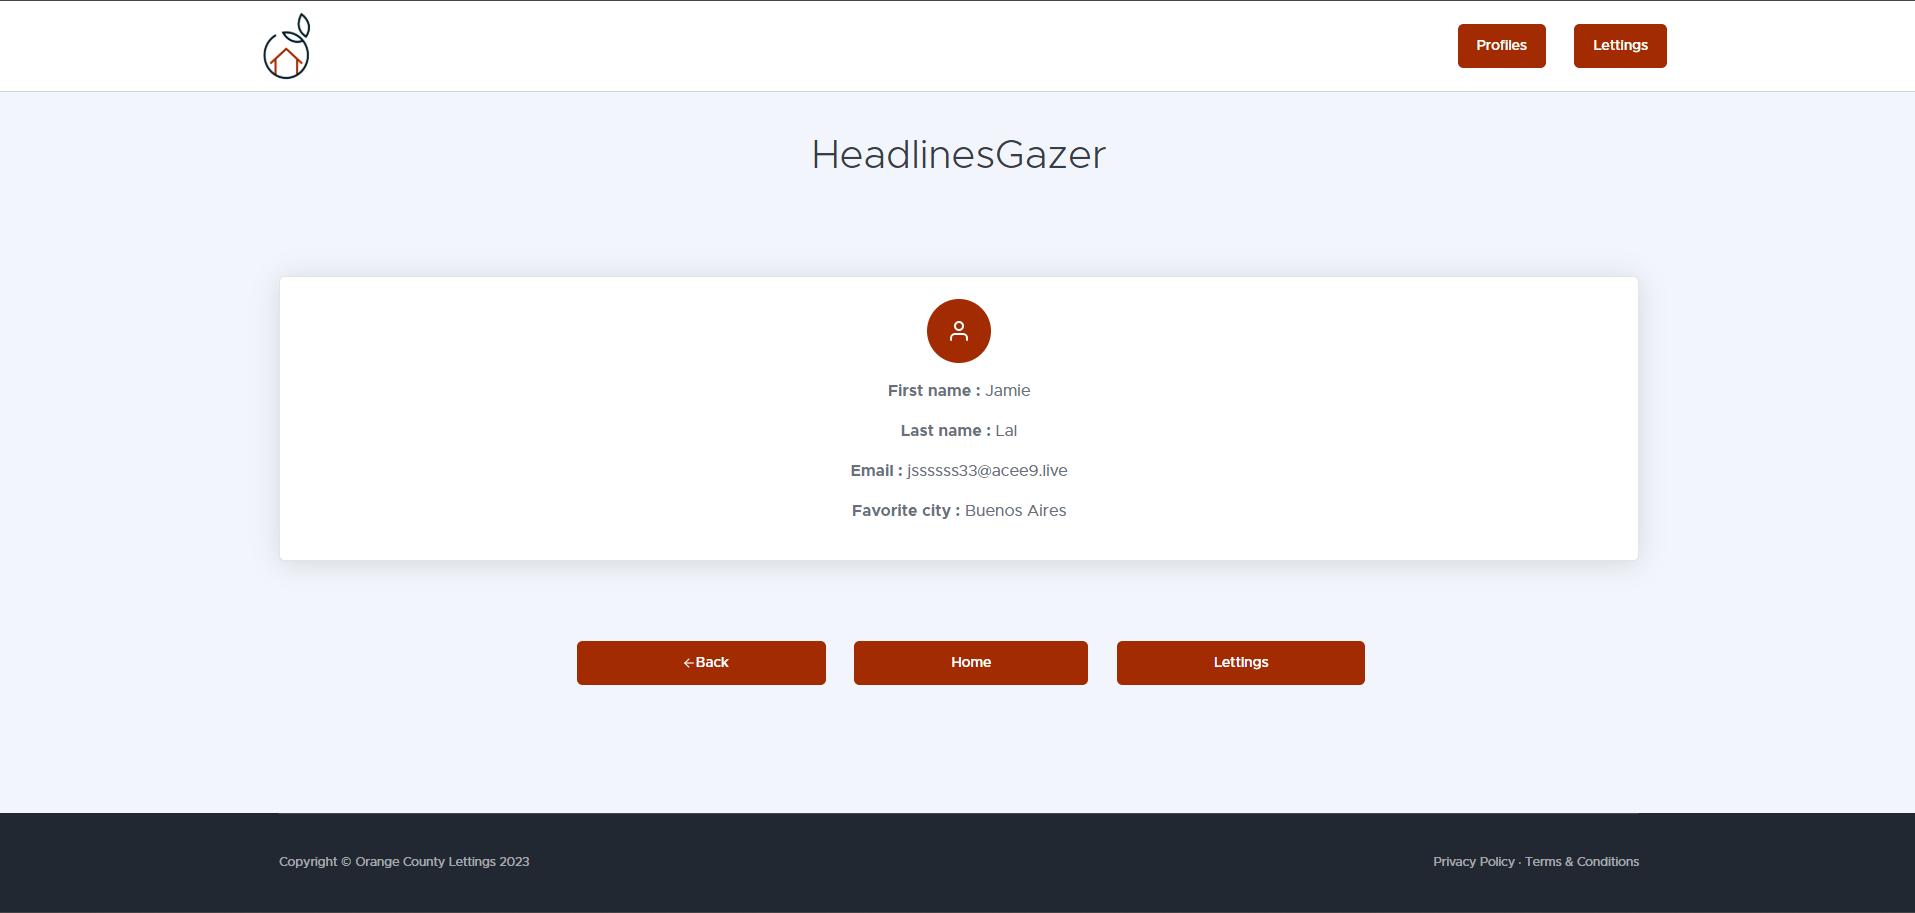 Profiles
Lettings
HeadlinesGazer
First name : Jamie
Last name : Lal
Email : jssssss33@acee9.live
Favorite city : Buenos Aires
←Back
Home
Lettings
Copyright © Orange County Lettings 2023
Privacy Policy · Terms & Conditions